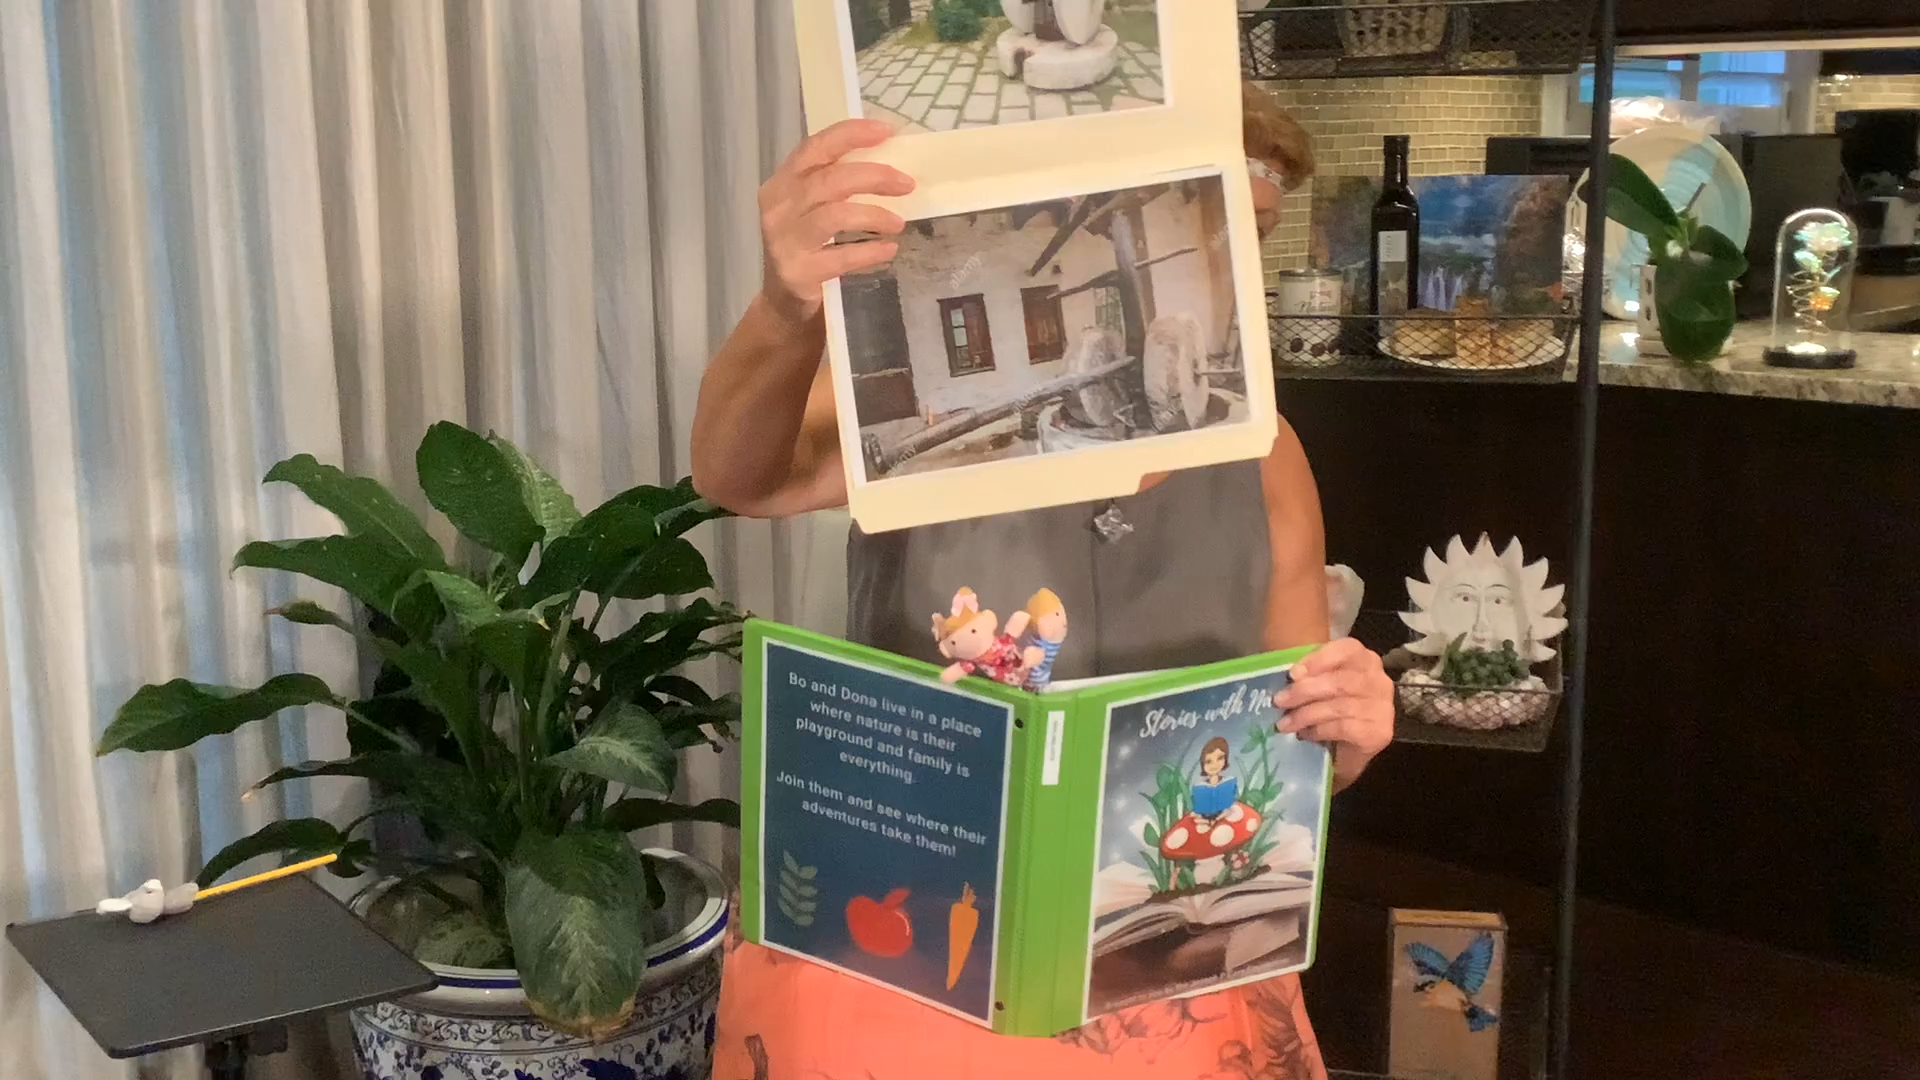 Bo and Dona live in a place
where nature is their
playground and family is
everything.
Join them and see where their
adventures take them!
Stories with
alamy